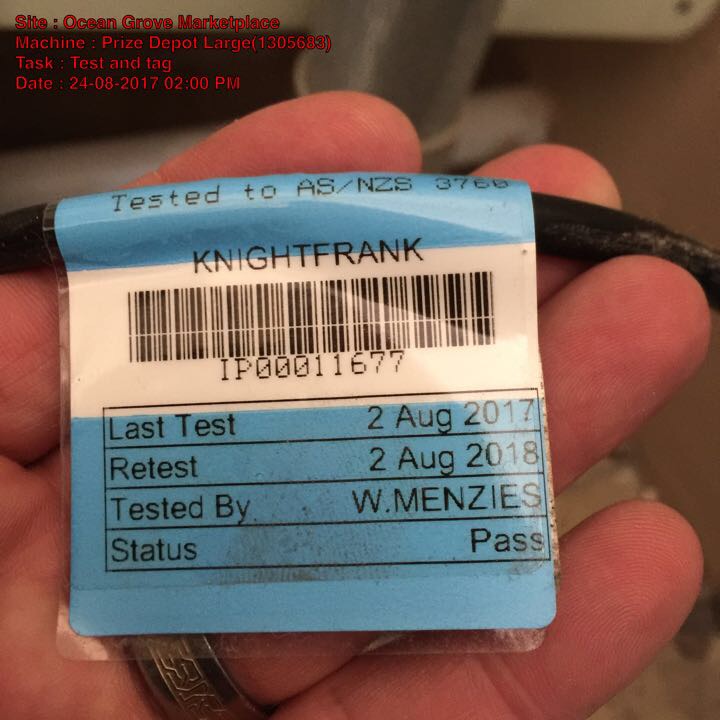 Site : Ocean Grove Marketplace
Machine : Prize Depot Large(1305683)
Task : Test and tag
Date : 24-08-2017 02:00 PM
Tested to AS/NZS 3760
KNIGHTFRANK
IP00011677
Last Test 2 Aug 2017
Retest 2 Aug 2018
Tested By W.MENZIES
Status Pass